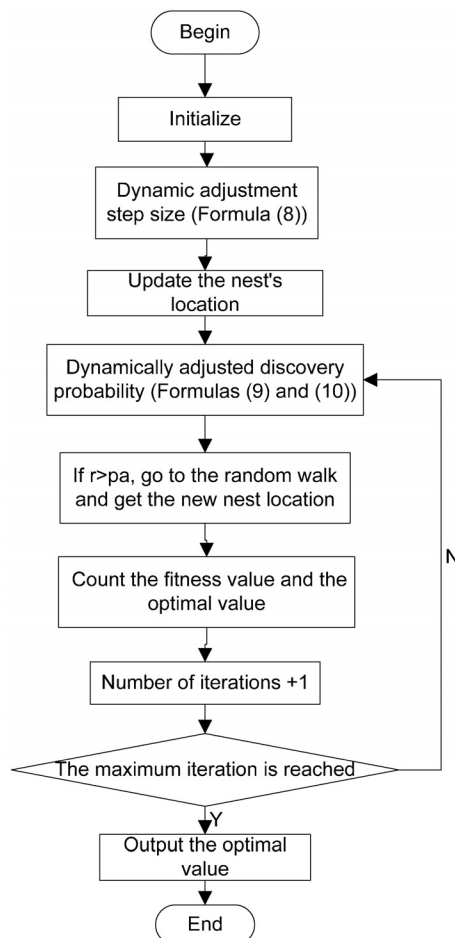 Begin
Initialize
Dynamic adjustment
step size (Formula (8))
Update the nest's
location
Dynamically adjusted discovery
probability (Formulas (9) and (10))
If r>pa, go to the random walk
and get the new nest location
Count the fitness value and the
optimal value
Number of iterations +1
The maximum iteration is reached
N
Y
Output the optimal
value
End